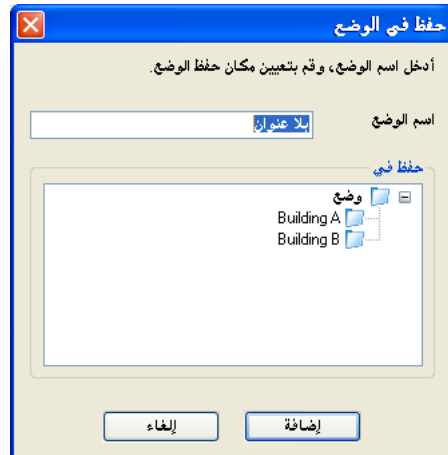 حفظ في الوضع
أدخل اسم الوضع، وقم بتعيين مكان حفظ الوضع.
اسم الوضع
بلا عنوان
حفظ في
وضع
Building A
Building B
إضافة
إلغاء